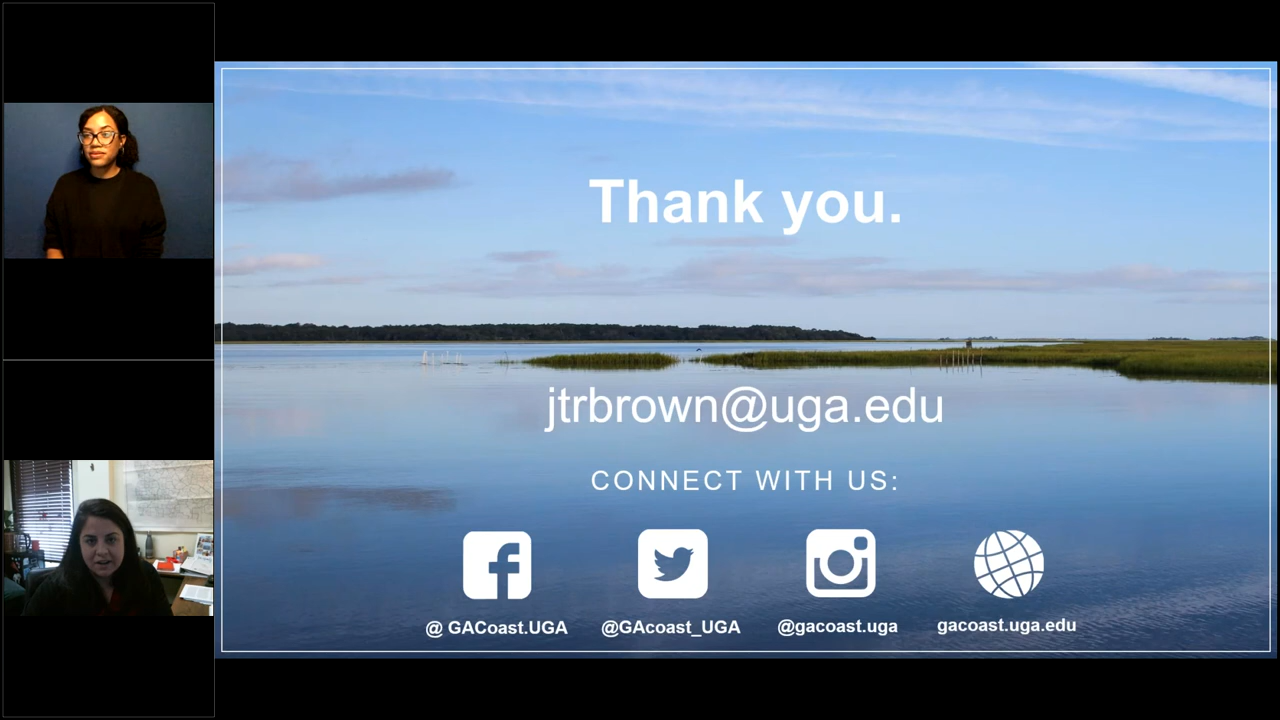 Thank you.
jtrbrown@uga.edu
CONNECT WITH US:
@ GACoast.UGA
@GAcoast_UGA
@gacoast.uga
gacoast.uga.edu